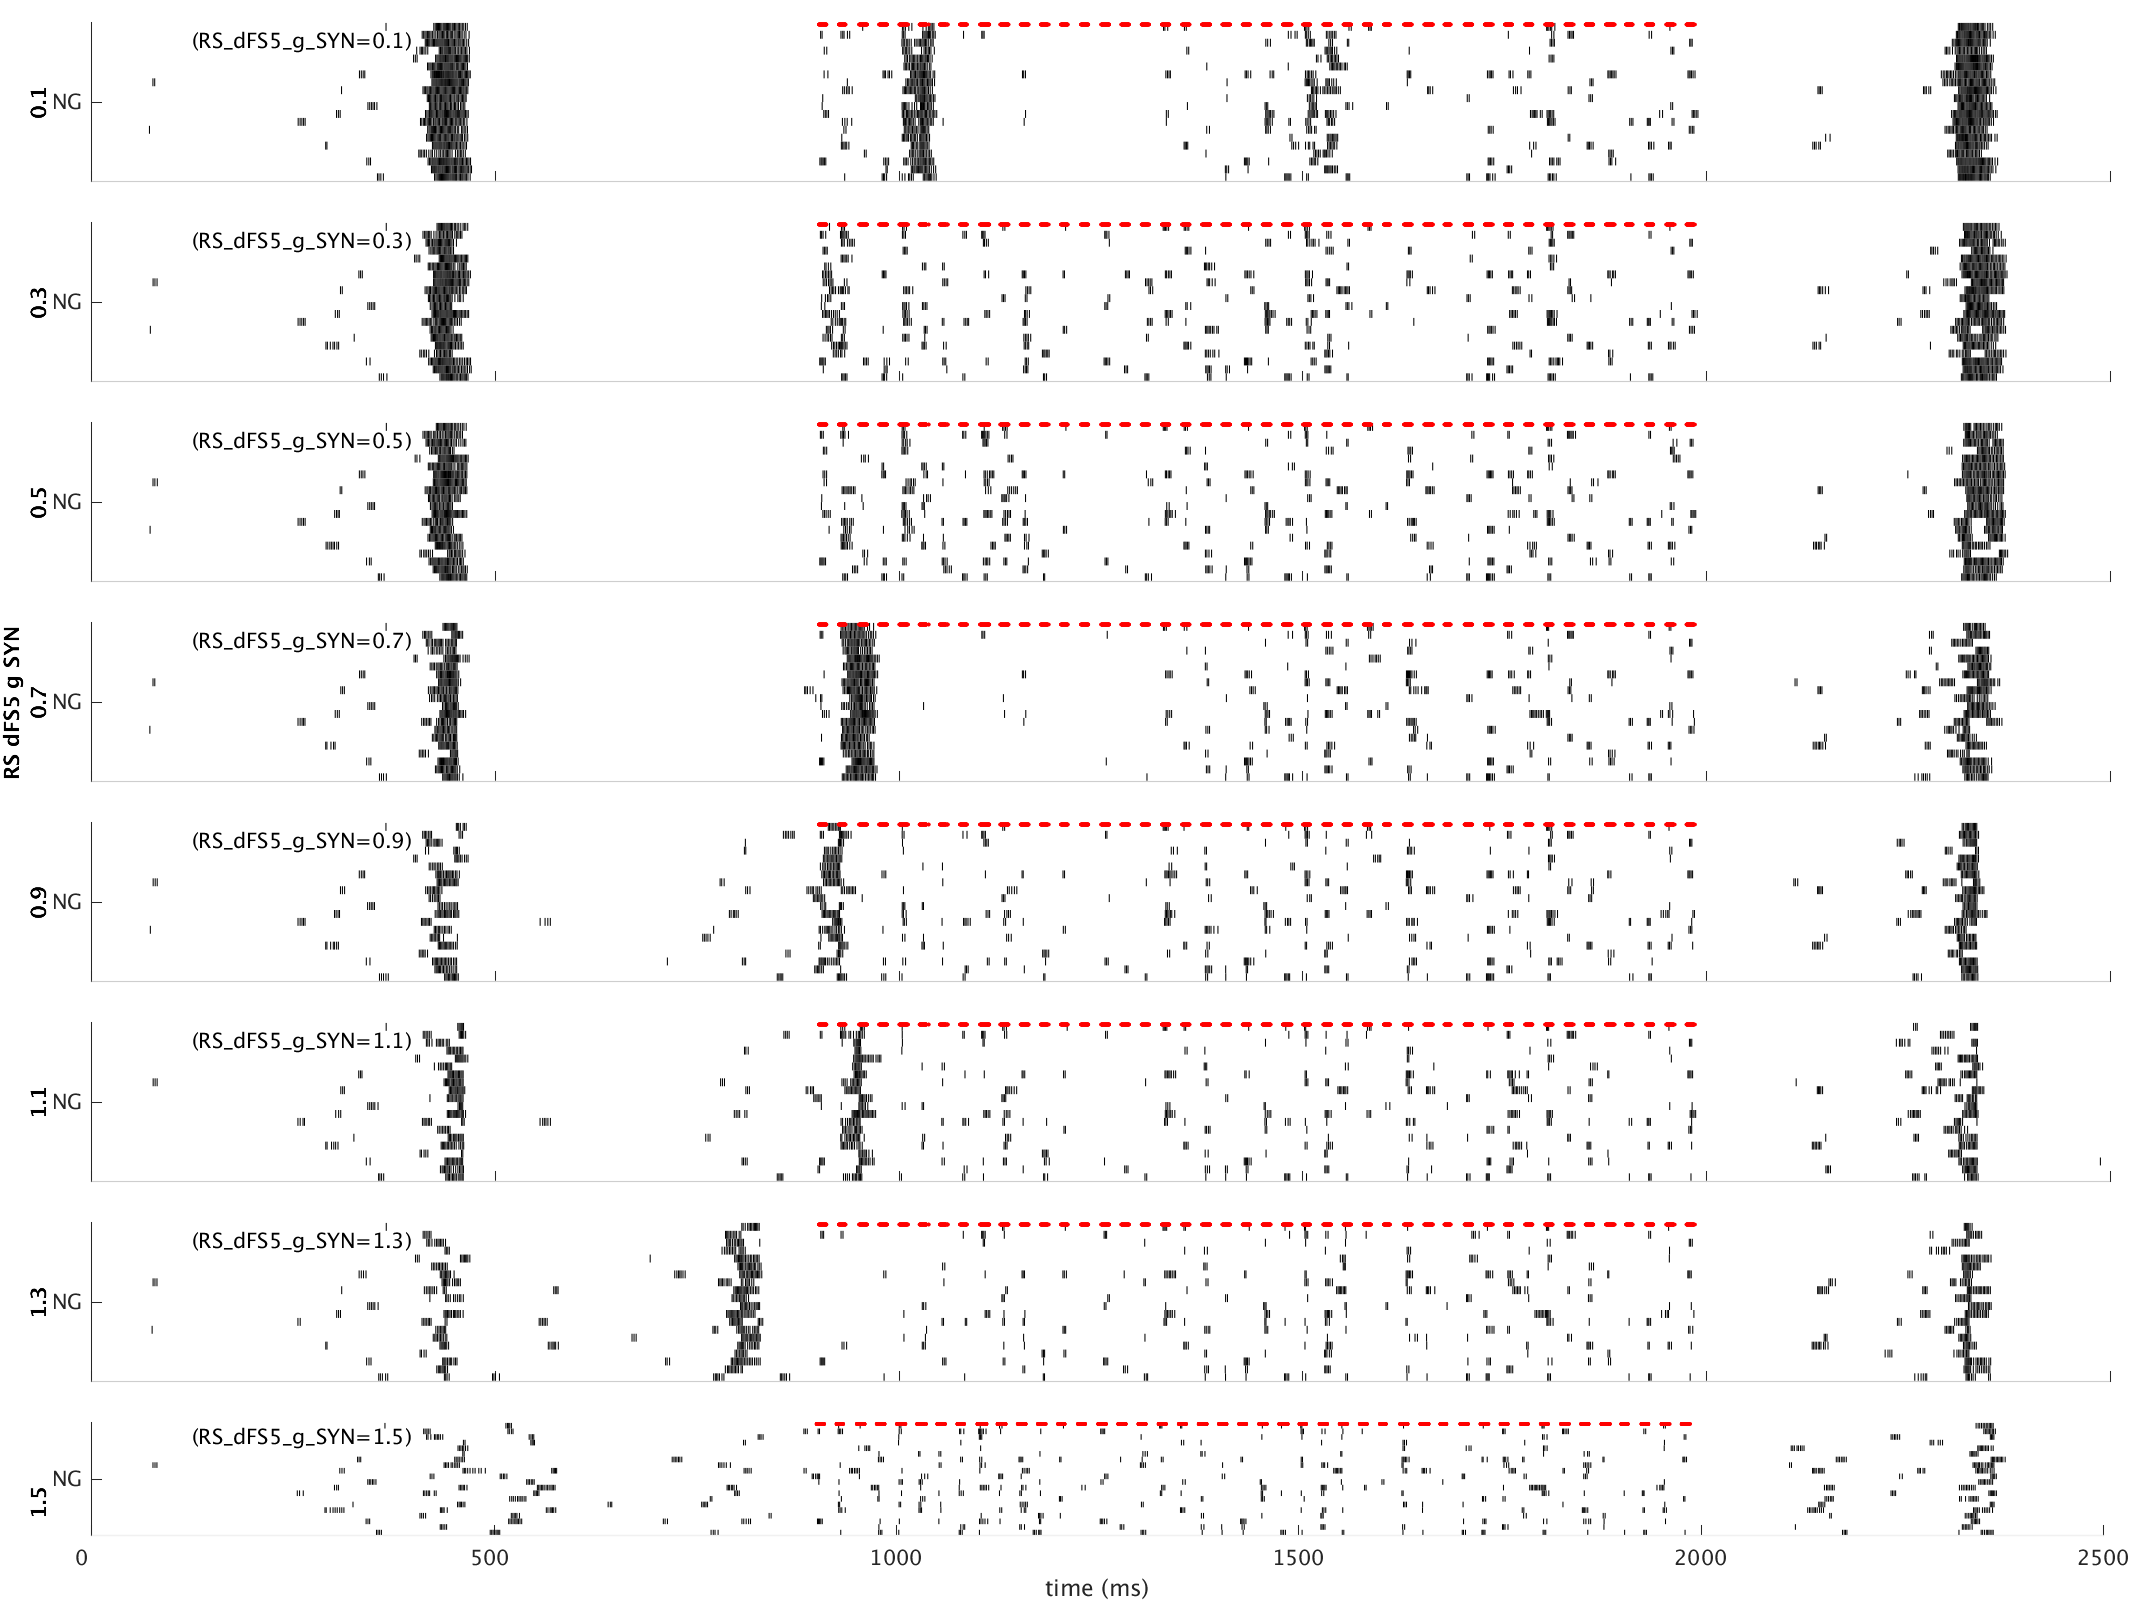 (RS_dFS5_g_SYN=0.1)
0.1 NG
(RS_dFS5_g_SYN=0.3)
0.3 NG
(RS_dFS5_g_SYN=0.5)
0.5 NG
(RS_dFS5_g_SYN=0.7)
0.7 NG
RS dFS5 g SYN
(RS_dFS5_g_SYN=0.9)
0.9 NG
(RS_dFS5_g_SYN=1.1)
1.1 NG
(RS_dFS5_g_SYN=1.3)
1.3 NG
(RS_dFS5_g_SYN=1.5)
1.5 NG
0 500 1000 1500 2000 2500
time (ms)